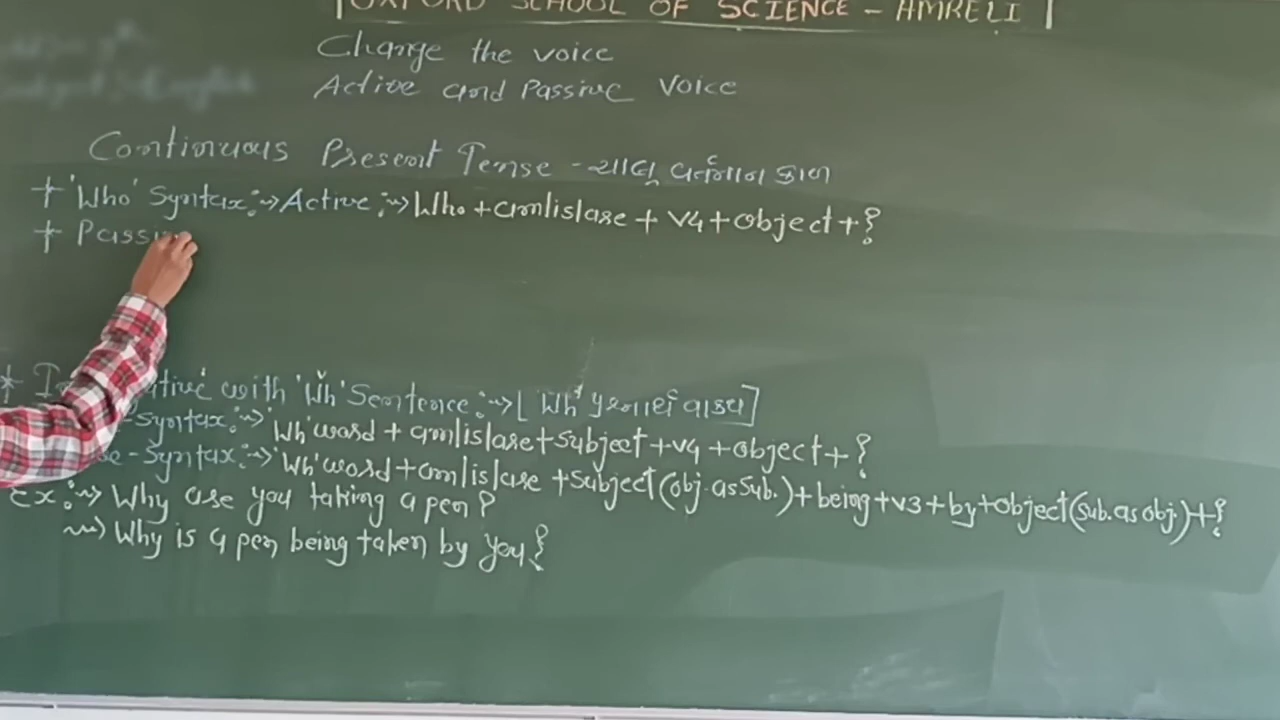 OXFORD SCHOOL OF SCIENCE - AMRELI
Change the voice
Active and Passive Voice
Continuous Present Tense - ચાલુ વર્તમાન કાળ
+ 'Who' Syntax:→ Active:→ Who + am/is/are + V4 + object + ?
+ Passi
with 'Wh' Sentence:→ ['Wh' પ્રશ્નાર્થ વાક્ય]
-Syntax:→ 'Wh' word + am/is/are + subject + V4 + object + ?
-Syntax:→ 'Wh' word + am/is/are + subject (obj. as sub.) + being + V3 + by + object (sub. as obj.) + ?
Ex:→ Why are you taking a pen?
→ Why is a pen being taken by you?